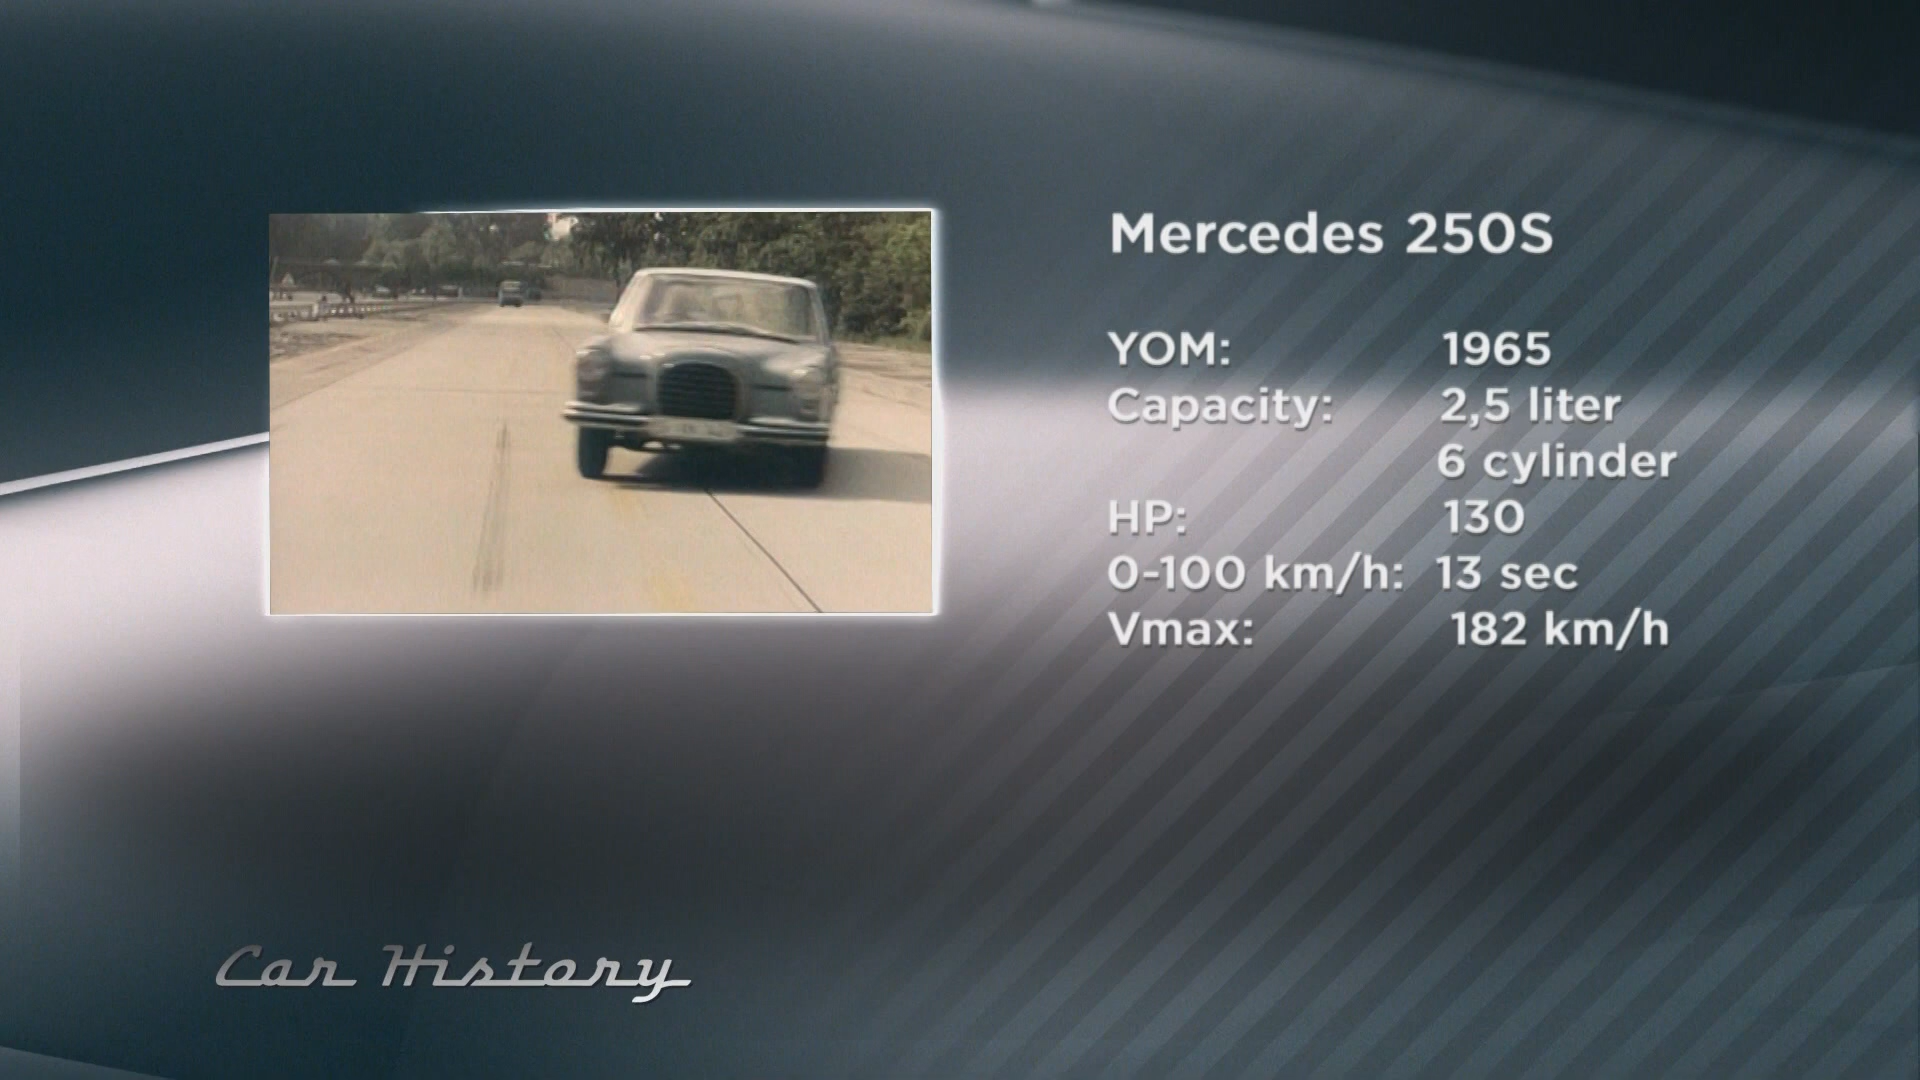 Mercedes 250S
YOM: 1965
Capacity: 2,5 liter
6 cylinder
HP: 130
0-100 km/h: 13 sec
Vmax: 182 km/h
Car History